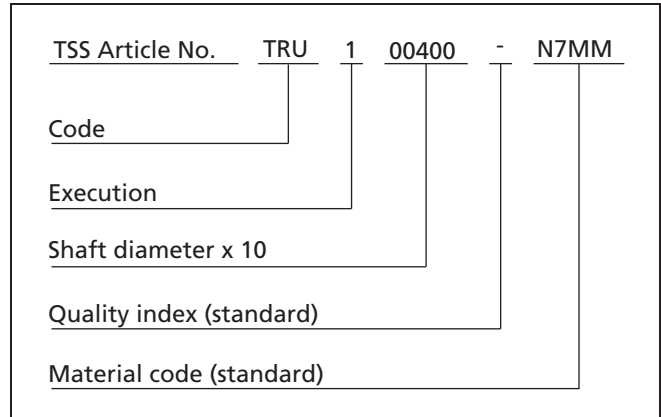 TSS Article No. TRU 1 00400 - N7MM
Code
Execution
Shaft diameter x 10
Quality index (standard)
Material code (standard)